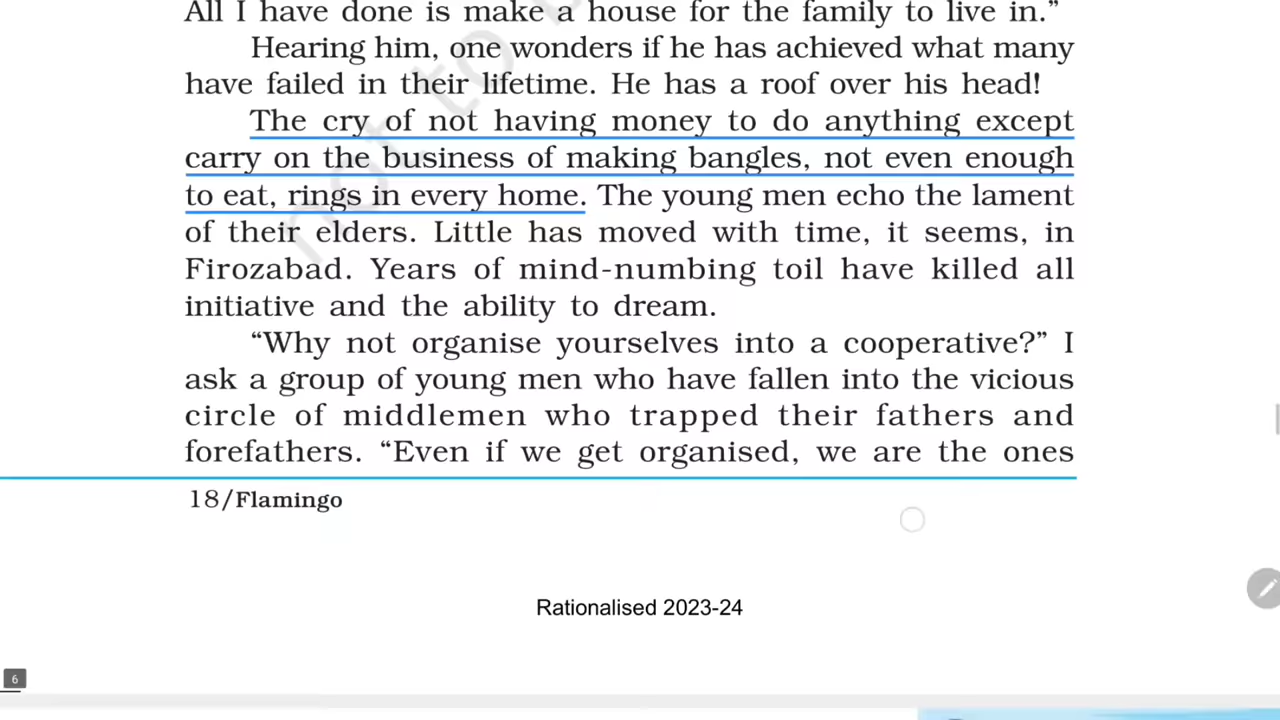 All I have done is make a house for the family to live in.”
Hearing him, one wonders if he has achieved what many
have failed in their lifetime. He has a roof over his head!
The cry of not having money to do anything except
carry on the business of making bangles, not even enough
to eat, rings in every home. The young men echo the lament
of their elders. Little has moved with time, it seems, in
Firozabad. Years of mind-numbing toil have killed all
initiative and the ability to dream.
“Why not organise yourselves into a cooperative?” I
ask a group of young men who have fallen into the vicious
circle of middlemen who trapped their fathers and
forefathers. “Even if we get organised, we are the ones
18/Flamingo
Rationalised 2023-24
6
not to